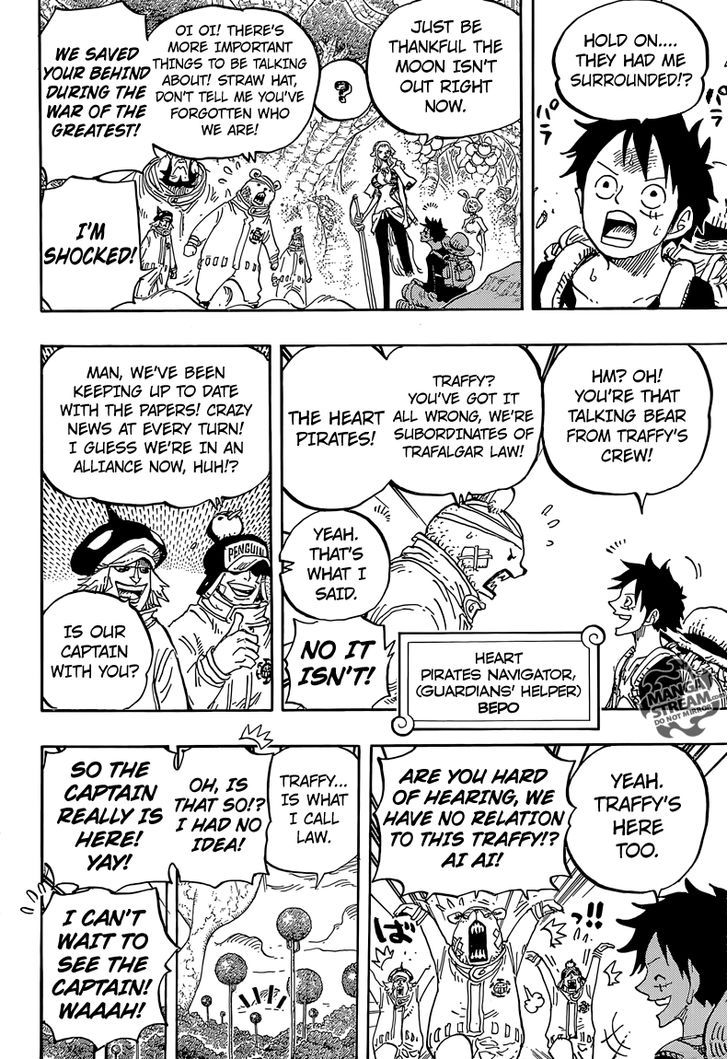 HOLD ON....
THEY HAD ME
SURROUNDED!?
JUST BE
THANKFUL THE
MOON ISN'T
OUT RIGHT
NOW.
?
OI OI! THERE'S
MORE IMPORTANT
THINGS TO BE TALKING
ABOUT! STRAW HAT,
DON'T TELL ME YOU'VE
FORGOTTEN WHO
WE ARE!
WE SAVED
YOUR BEHIND
DURING THE
WAR OF THE
GREATEST!
I'M
SHOCKED!
HM? OH!
YOU'RE THAT
TALKING BEAR
FROM TRAFFY'S
CREW!
TRAFFY?
YOU'VE GOT IT
ALL WRONG, WE'RE
SUBORDINATES OF
TRAFALGAR LAW!
THE HEART
PIRATES!
YEAH.
THAT'S
WHAT I
SAID.
NO IT
ISN'T!
HEART
PIRATES NAVIGATOR,
(GUARDIANS' HELPER)
BEPO
MANGA
STREAM.com
DO NOT MIRROR
MAN, WE'VE BEEN
KEEPING UP TO DATE
WITH THE PAPERS! CRAZY
NEWS AT EVERY TURN!
I GUESS WE'RE IN AN
ALLIANCE NOW, HUH!?
PENGUIN
IS OUR
CAPTAIN
WITH YOU?
YEAH.
TRAFFY'S
HERE
TOO.
ARE YOU HARD
OF HEARING, WE
HAVE NO RELATION
TO THIS TRAFFY!?
AI AI!
ば
!!
TRAFFY...
IS WHAT
I CALL
LAW.
OH, IS
THAT SO!?
I HAD NO
IDEA!
SO THE
CAPTAIN
REALLY IS
HERE!
YAY!
I CAN'T
WAIT TO
SEE THE
CAPTAIN!
WAAAH!